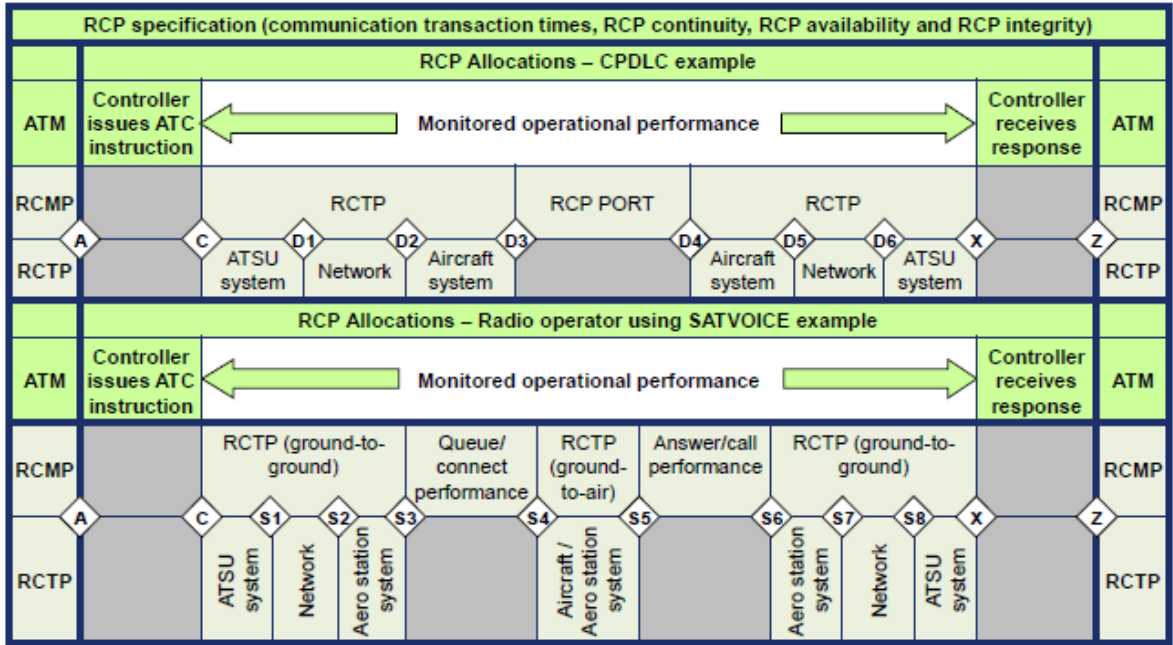 RCP specification (communication transaction times, RCP continuity, RCP availability and RCP integrity)
RCP Allocations – CPDLC example
ATM
Controller
issues ATC
instruction
Monitored operational performance
Controller
receives
response
ATM
RCMP
RCTP
RCP PORT
RCTP
RCMP
A
C
D1
D2
D3
D4
D5
D6
X
Z
RCTP
ATSU
system
Network
Aircraft
system
Aircraft
system
Network
ATSU
system
RCTP
RCP Allocations – Radio operator using SATVOICE example
ATM
Controller
issues ATC
instruction
Monitored operational performance
Controller
receives
response
ATM
RCMP
RCTP (ground-to-
ground)
Queue/
connect
performance
RCTP
(ground-
to-air)
Answer/call
performance
RCTP (ground-to-
ground)
RCMP
A
C
S1
S2
S3
S4
S5
S6
S7
S8
X
Z
RCTP
ATSU
system
Network
Aero station
system
Aircraft /
Aero station
system
Aero station
system
Network
ATSU
system
RCTP